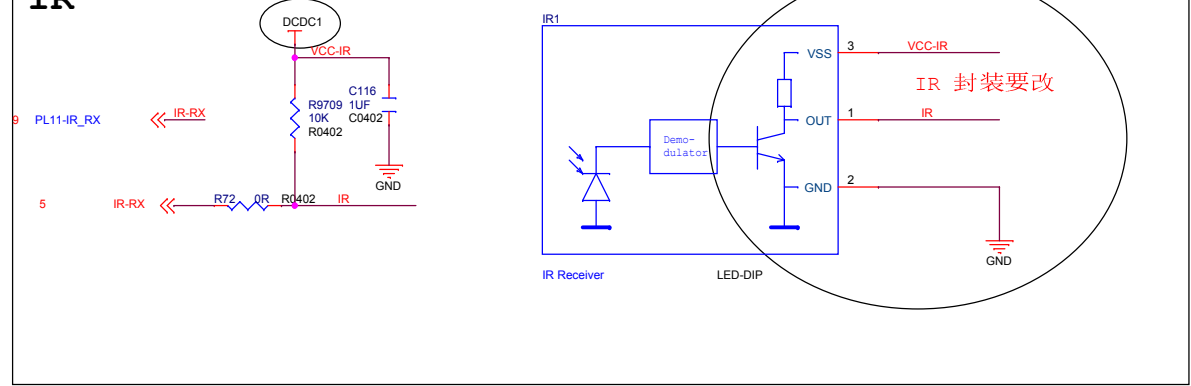 IR
DCDC1
VCC-IR
R9709
10K
R0402
C116
1UF
C0402
GND
9 PL11-IR_RX IR-RX
5 IR-RX R72 0R R0402 IR
IR1
VSS 3 VCC-IR
IR 封装要改
OUT 1 IR
Demo-
dulator
GND 2
GND
IR Receiver LED-DIP